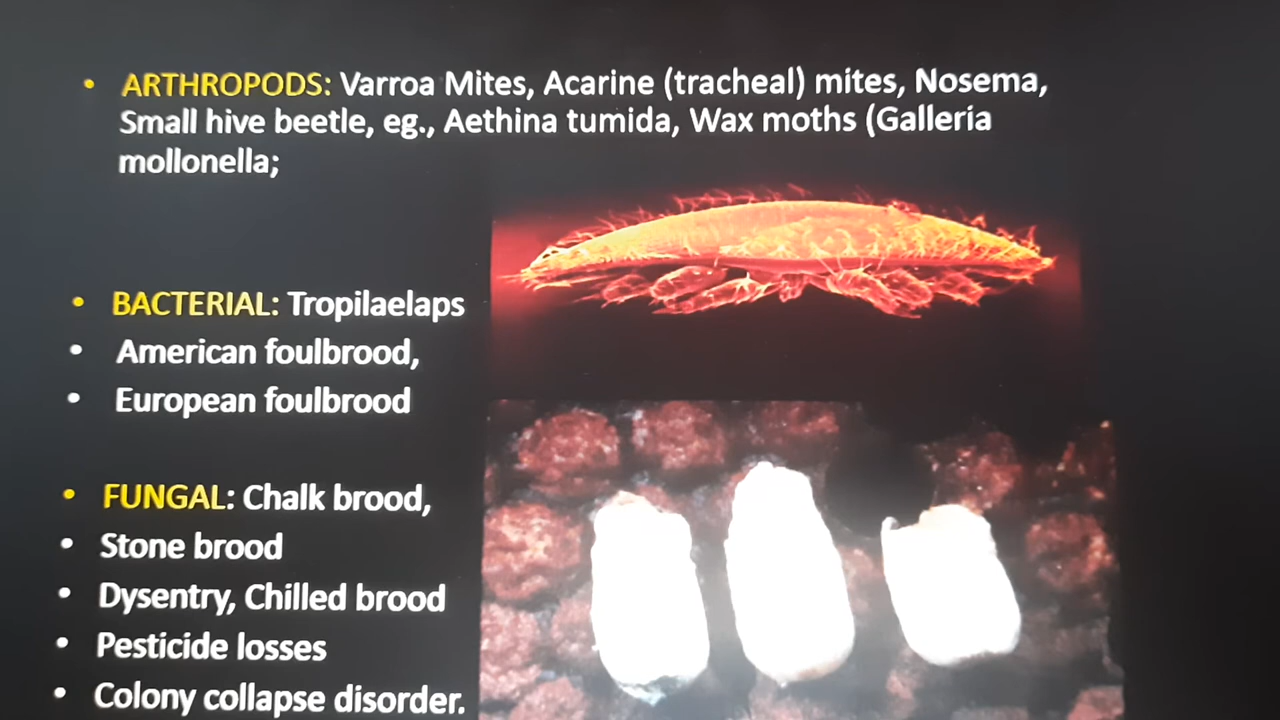 • ARTHROPODS: Varroa Mites, Acarine (tracheal) mites, Nosema,
Small hive beetle, eg., Aethina tumida, Wax moths (Galleria
mollonella;
• BACTERIAL: Tropilaelaps
• American foulbrood,
• European foulbrood
• FUNGAL: Chalk brood,
• Stone brood
• Dysentry, Chilled brood
• Pesticide losses
• Colony collapse disorder.